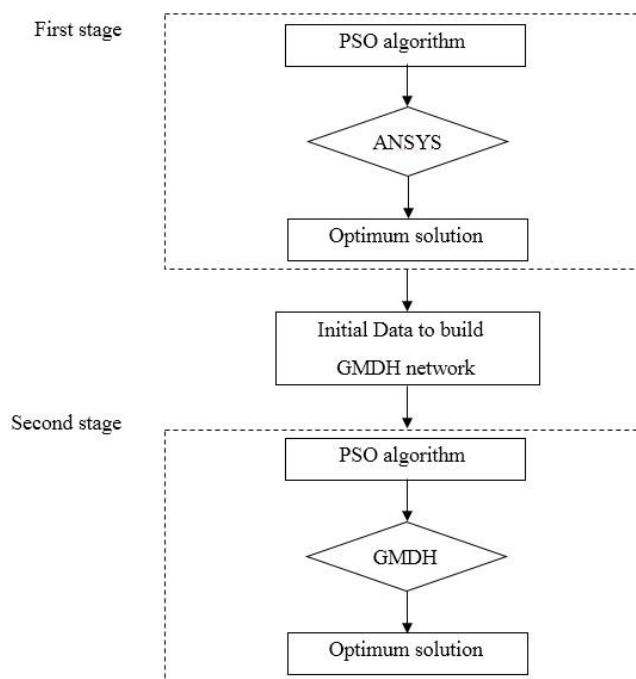 First stage
PSO algorithm
ANSYS
Optimum solution
Initial Data to build
GMDH network
Second stage
PSO algorithm
GMDH
Optimum solution